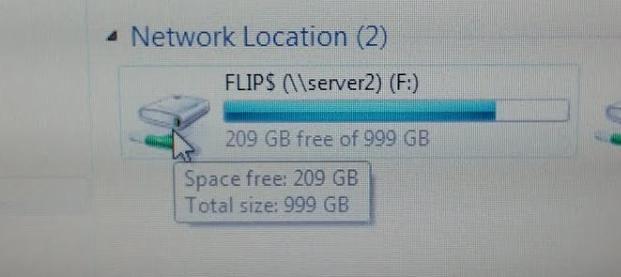 Network Location (2)
FLIP$ (\\server2) (F:)
209 GB free of 999 GB
Space free: 209 GB
Total size: 999 GB